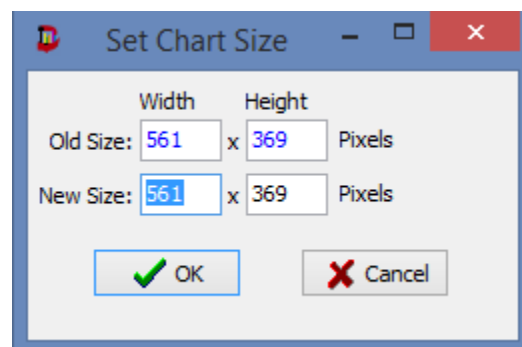 Set Chart Size
Width Height
Old Size: 561 x 369 Pixels
New Size: 561 x 369 Pixels
OK Cancel